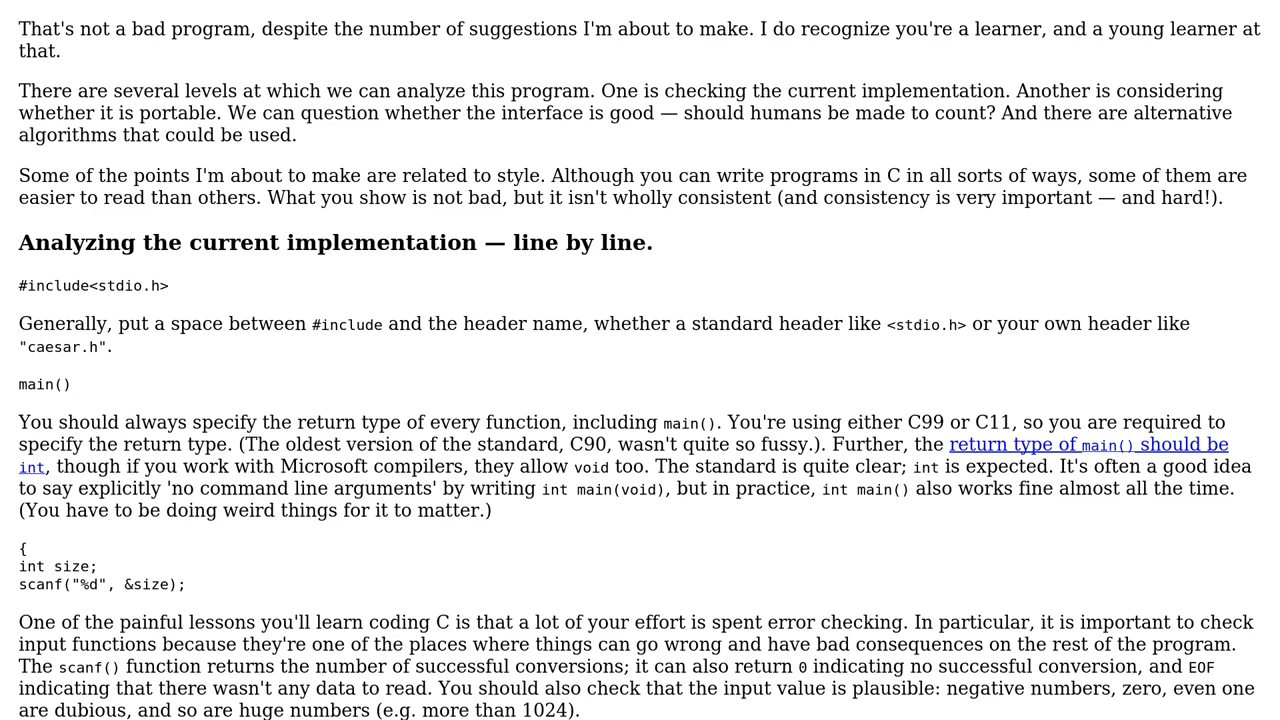 That's not a bad program, despite the number of suggestions I'm about to make. I do recognize you're a learner, and a young learner at
that.
There are several levels at which we can analyze this program. One is checking the current implementation. Another is considering
whether it is portable. We can question whether the interface is good — should humans be made to count? And there are alternative
algorithms that could be used.
Some of the points I'm about to make are related to style. Although you can write programs in C in all sorts of ways, some of them are
easier to read than others. What you show is not bad, but it isn't wholly consistent (and consistency is very important — and hard!).
Analyzing the current implementation — line by line.
#include<stdio.h>
Generally, put a space between #include and the header name, whether a standard header like <stdio.h> or your own header like
"caesar.h".
main()
You should always specify the return type of every function, including main(). You're using either C99 or C11, so you are required to
specify the return type. (The oldest version of the standard, C90, wasn't quite so fussy.). Further, the return type of main() should be
int, though if you work with Microsoft compilers, they allow void too. The standard is quite clear; int is expected. It's often a good idea
to say explicitly 'no command line arguments' by writing int main(void), but in practice, int main() also works fine almost all the time.
(You have to be doing weird things for it to matter.)
{
int size;
scanf("%d", &size);
One of the painful lessons you'll learn coding C is that a lot of your effort is spent error checking. In particular, it is important to check
input functions because they're one of the places where things can go wrong and have bad consequences on the rest of the program.
The scanf() function returns the number of successful conversions; it can also return 0 indicating no successful conversion, and EOF
indicating that there wasn't any data to read. You should also check that the input value is plausible: negative numbers, zero, even one
are dubious, and so are huge numbers (e.g. more than 1024).